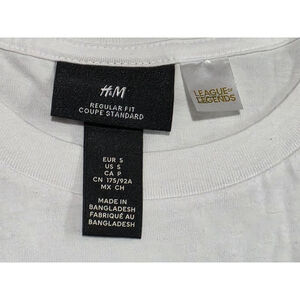 H&M
REGULAR FIT
COUPE STANDARD
LEAGUE OF
LEGENDS
EUR S
US S
CA P
CN 175/92A
MX CH
MADE IN
BANGLADESH
FABRIQUÉ AU
BANGLADESH